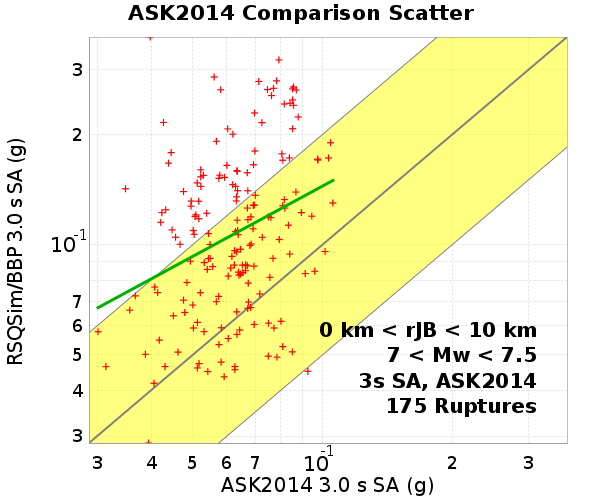 ASK2014 Comparison Scatter
RSQSim/BBP 3.0 s SA (g)
3
2
10-1
7
6
5
4
3
0 km < rJB < 10 km
7 < Mw < 7.5
3s SA, ASK2014
175 Ruptures
3 4 5 6 7 10-1 2 3
ASK2014 3.0 s SA (g)